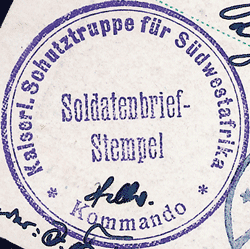 * Kaiserl. Schutztruppe für Südwestafrika *
Soldatenbrief-
Stempel
Kommando